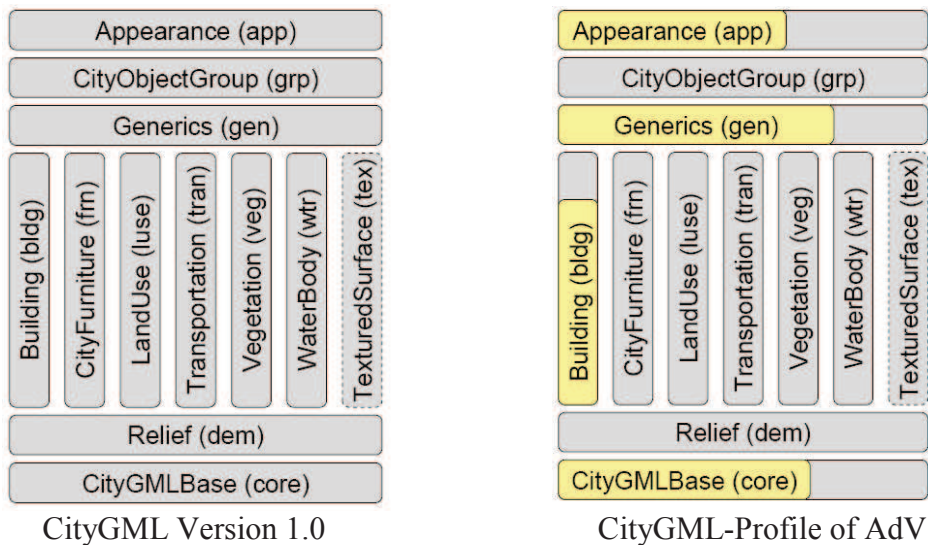 Appearance (app)
CityObjectGroup (grp)
Generics (gen)
Building (bldg)
CityFurniture (frn)
LandUse (luse)
Transportation (tran)
Vegetation (veg)
WaterBody (wtr)
TexturedSurface (tex)
Relief (dem)
CityGMLBase (core)
CityGML Version 1.0
Appearance (app)
CityObjectGroup (grp)
Generics (gen)
Building (bldg)
CityFurniture (frn)
LandUse (luse)
Transportation (tran)
Vegetation (veg)
WaterBody (wtr)
TexturedSurface (tex)
Relief (dem)
CityGMLBase (core)
CityGML-Profile of AdV